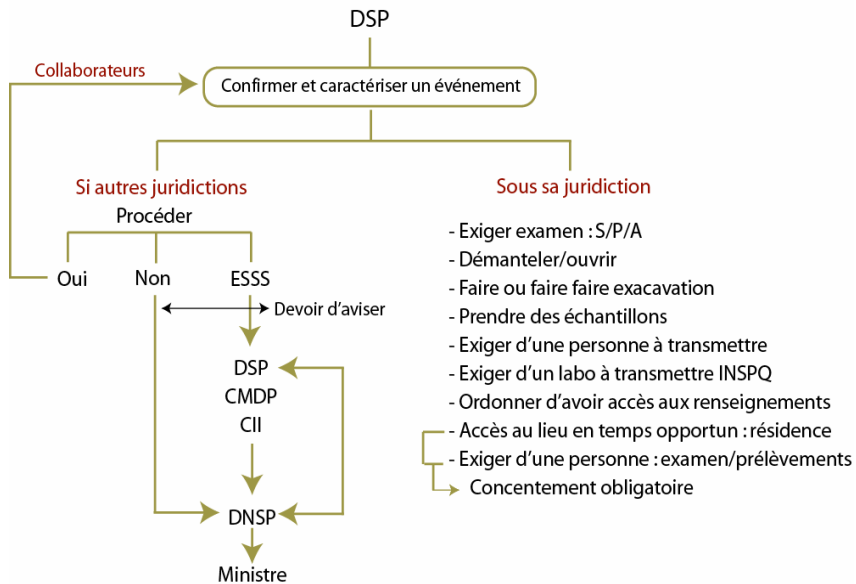 DSP
Collaborateurs
Confirmer et caractériser un événement
Si autres juridictions
Procéder
Oui
Non
ESSS
Devoir d'aviser
DSP
CMDP
CII
DNSP
Ministre
Sous sa juridiction
- Exiger examen : S/P/A
- Démanteler/ouvrir
- Faire ou faire faire exacavation
- Prendre des échantillons
- Exiger d'une personne à transmettre
- Exiger d'un labo à transmettre INSPQ
- Ordonner d'avoir accès aux renseignements
- Accès au lieu en temps opportun : résidence
- Exiger d'une personne : examen/prélèvements
Concentement obligatoire